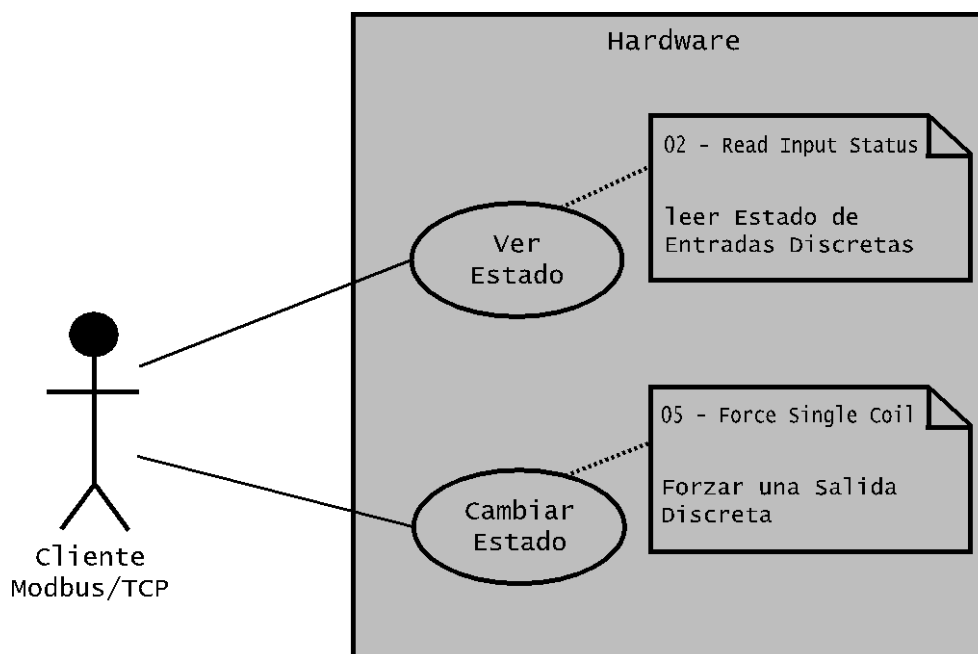 Hardware
02 - Read Input Status
leer Estado de
Entradas Discretas
Ver
Estado
05 - Force Single Coil
Forzar una Salida
Discreta
Cambiar
Estado
Cliente
Modbus/TCP